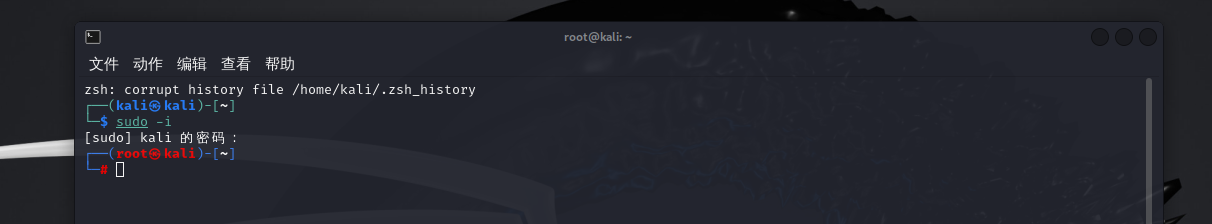 root@kali: ~
文件 动作 编辑 查看 帮助
zsh: corrupt history file /home/kali/.zsh_history
┌──(kali㉿kali)-[~]
└─$ sudo -i
[sudo] kali 的密码：
┌──(root㉿kali)-[~]
└─#